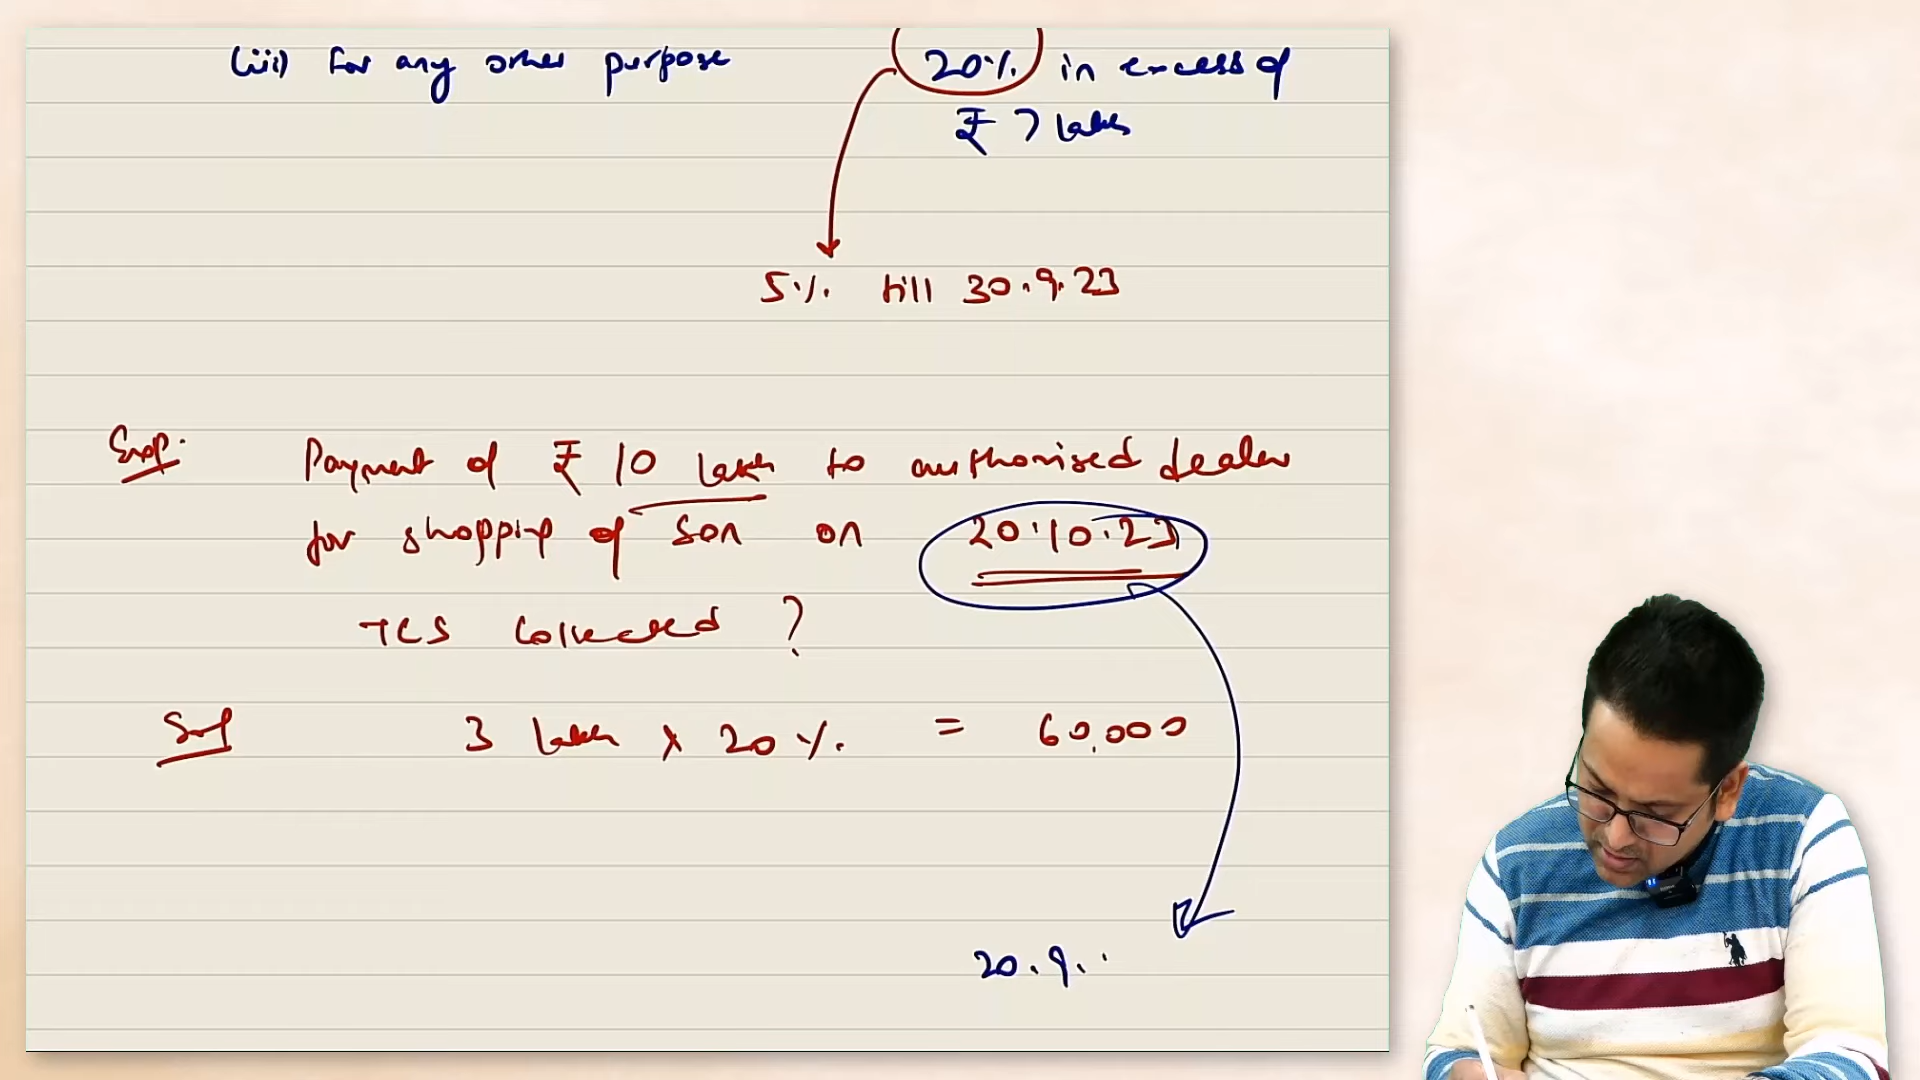 (iii) for any other purpose 20% in excess of
₹ 7 lakhs
5% till 30.9.23
Exp. Payment of ₹ 10 lakh to authorised dealer
for shopping of son on 20.10.23
TCS collected ?
Sol 3 lakh x 20% = 60,000
20.9.